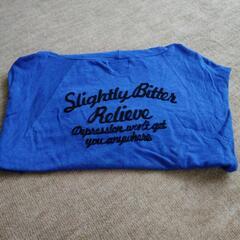 Slightly Bitter
Relieve
Depression won't get
you anywhere.